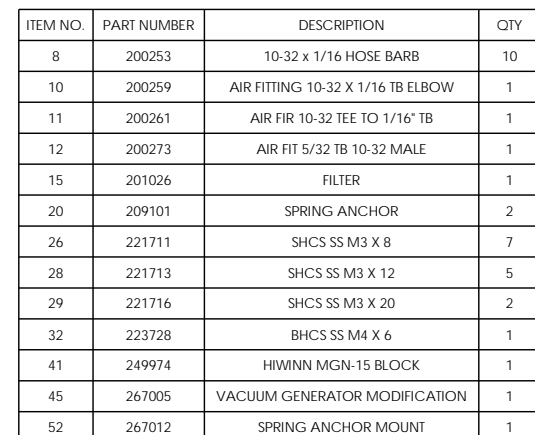 ITEM NO. PART NUMBER DESCRIPTION QTY
8 200253 10-32 x 1/16 HOSE BARB 10
10 200259 AIR FITTING 10-32 X 1/16 TB ELBOW 1
11 200261 AIR FIR 10-32 TEE TO 1/16" TB 1
12 200273 AIR FIT 5/32 TB 10-32 MALE 1
15 201026 FILTER 1
20 209101 SPRING ANCHOR 2
26 221711 SHCS SS M3 X 8 7
28 221713 SHCS SS M3 X 12 5
29 221716 SHCS SS M3 X 20 2
32 223728 BHCS SS M4 X 6 1
41 249974 HIWINN MGN-15 BLOCK 1
45 267005 VACUUM GENERATOR MODIFICATION 1
52 267012 SPRING ANCHOR MOUNT 1